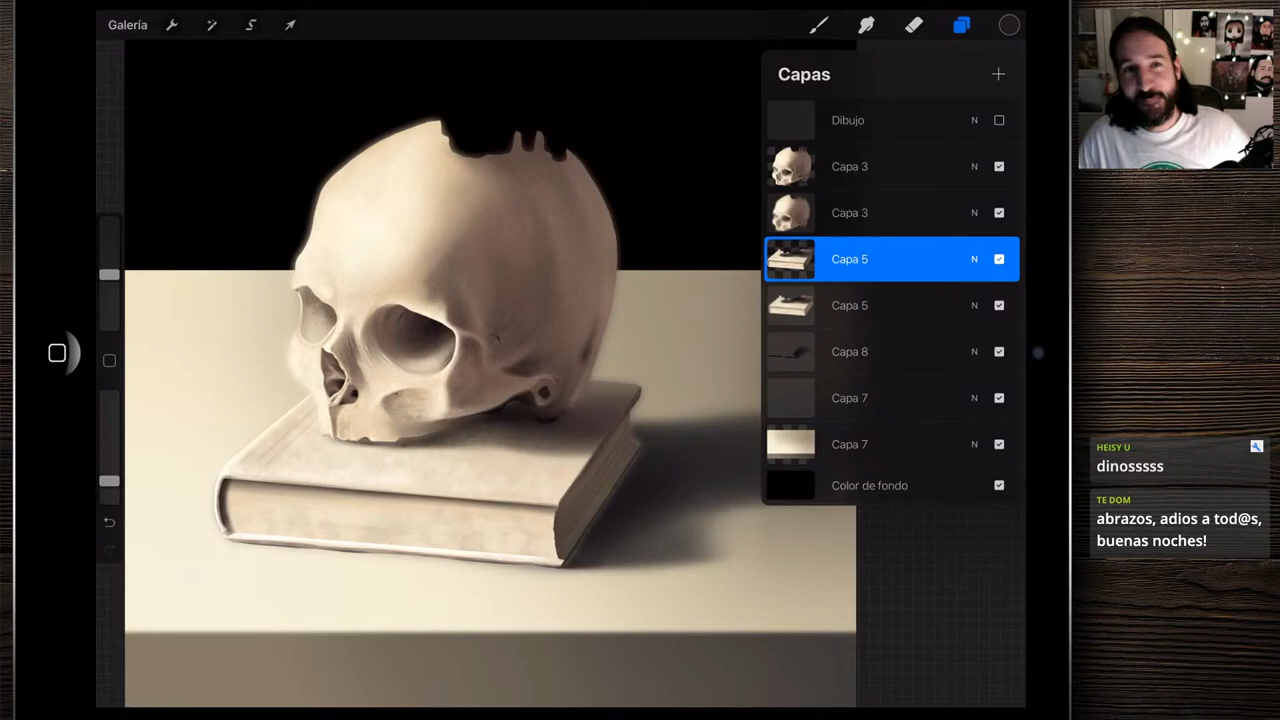 Galería
Capas
Dibujo N
Capa 3 N
Capa 3 N
Capa 5 N
Capa 5 N
Capa 8 N
Capa 7 N
Capa 7 N
Color de fondo
HEISY U
dinosssss
TE DOM
abrazos, adios a tod@s,
buenas noches!